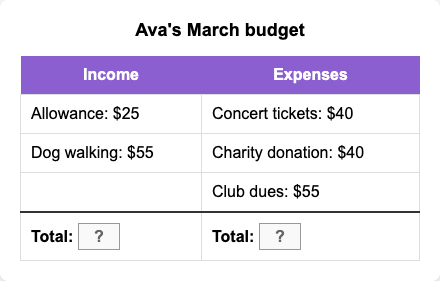 Ava's March budget
Income Expenses
Allowance: $25 Concert tickets: $40
Dog walking: $55 Charity donation: $40
Club dues: $55
Total: ? Total: ?